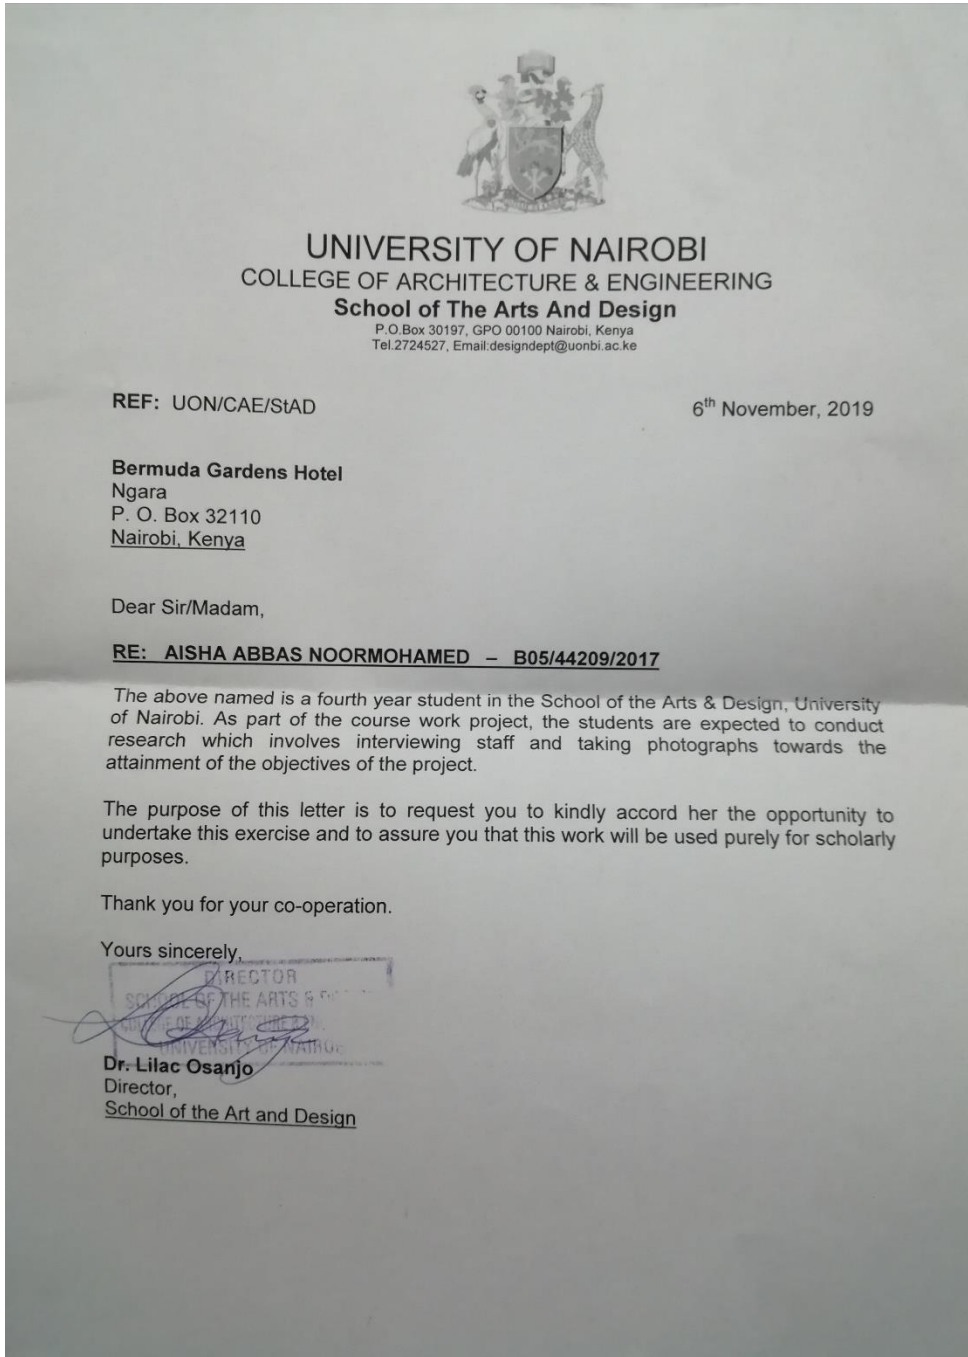 UNIVERSITY OF NAIROBI
COLLEGE OF ARCHITECTURE & ENGINEERING
School of The Arts And Design
P.O.Box 30197, GPO 00100 Nairobi, Kenya
Tel.2724527, Email:designdept@uonbi.ac.ke
REF: UON/CAE/StAD
6th November, 2019
Bermuda Gardens Hotel
Ngara
P. O. Box 32110
Nairobi, Kenya
Dear Sir/Madam,
RE: AISHA ABBAS NOORMOHAMED – B05/44209/2017
The above named is a fourth year student in the School of the Arts & Design, University
of Nairobi. As part of the course work project, the students are expected to conduct
research which involves interviewing staff and taking photographs towards the
attainment of the objectives of the project.
The purpose of this letter is to request you to kindly accord her the opportunity to
undertake this exercise and to assure you that this work will be used purely for scholarly
purposes.
Thank you for your co-operation.
Yours sincerely,
DIRECTOR
SCHOOL OF THE ARTS &
COLLEGE OF ARCHITECTURE &
UNIVERSITY OF
Dr. Lilac Osanjo
Director,
School of the Art and Design